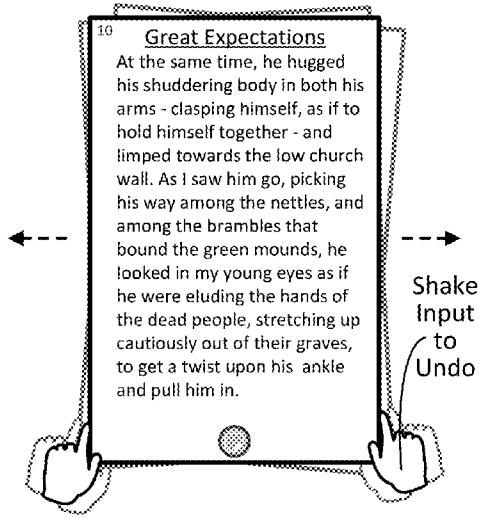 10
Great Expectations
At the same time, he hugged
his shuddering body in both his
arms - clasping himself, as if to
hold himself together - and
limped towards the low church
wall. As I saw him go, picking
his way among the nettles, and
among the brambles that
bound the green mounds, he
looked in my young eyes as if
he were eluding the hands of
the dead people, stretching up
cautiously out of their graves,
to get a twist upon his ankle
and pull him in.
Shake
Input
to
Undo